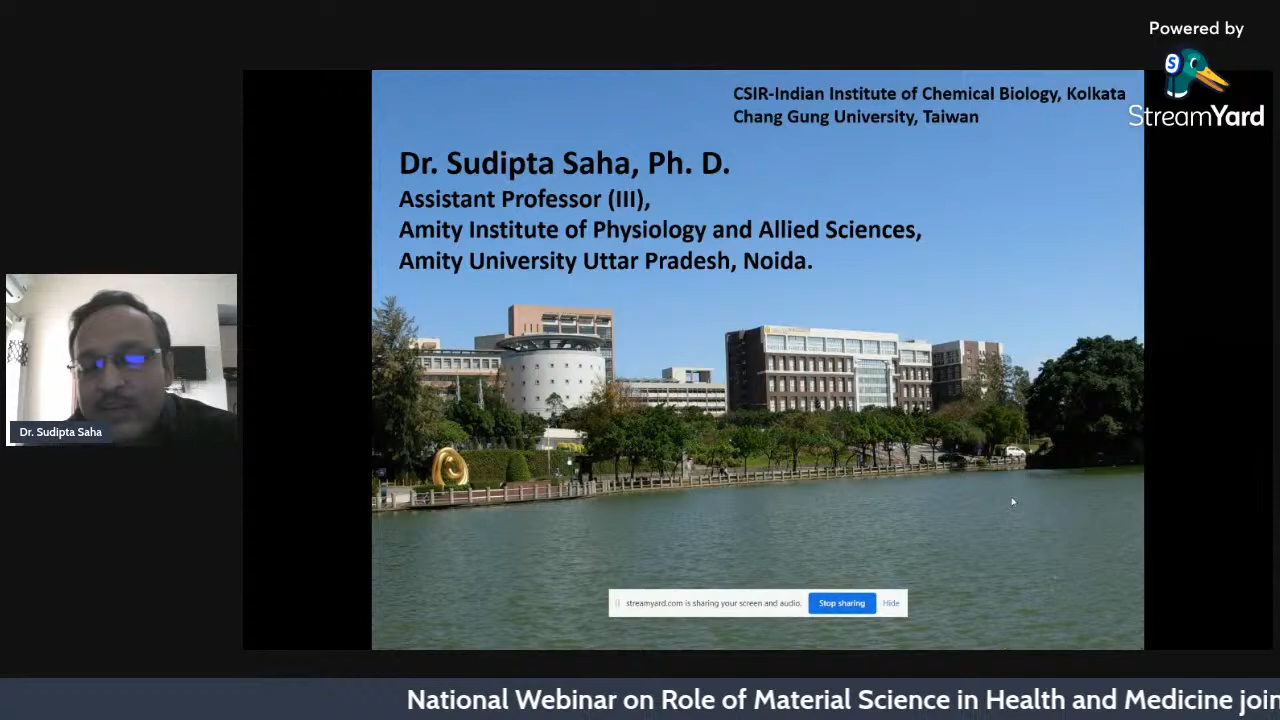 Powered by
S
StreamYard
CSIR-Indian Institute of Chemical Biology, Kolkata
Chang Gung University, Taiwan
Dr. Sudipta Saha, Ph. D.
Assistant Professor (III),
Amity Institute of Physiology and Allied Sciences,
Amity University Uttar Pradesh, Noida.
Dr. Sudipta Saha
streamyard.com is sharing your screen and audio. Stop sharing Hide
National Webinar on Role of Material Science in Health and Medicine join